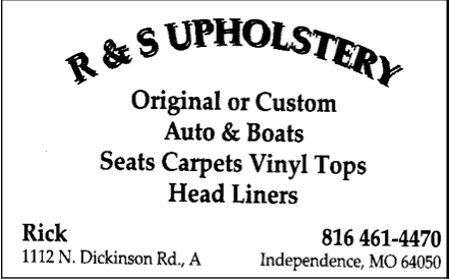 R & S UPHOLSTERY
Original or Custom
Auto & Boats
Seats Carpets Vinyl Tops
Head Liners
Rick
816 461-4470
1112 N. Dickinson Rd., A
Independence, MO 64050